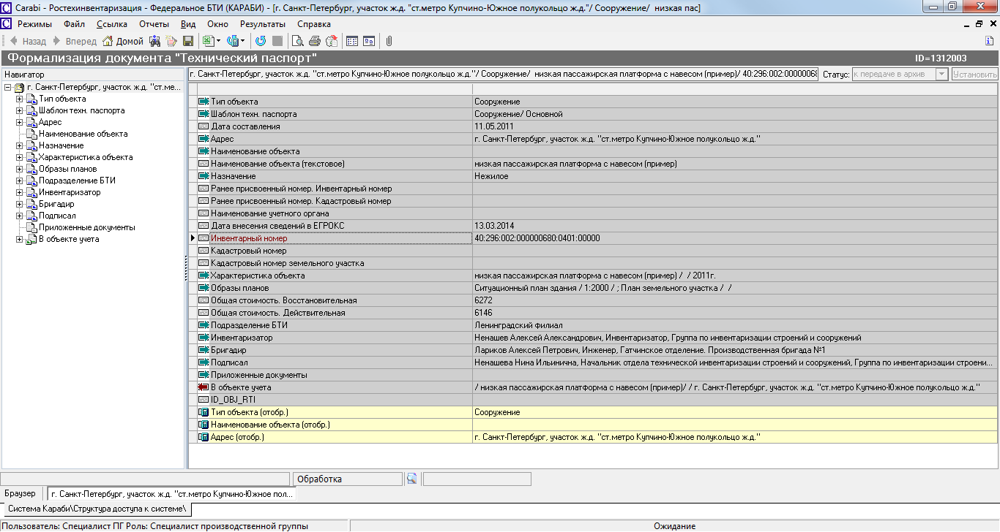 Carabi - Ростехинвентаризация - Федеральное БТИ (КАРАБИ) - [г. Санкт-Петербург, участок ж.д. "ст.метро Купчино-Южное полукольцо ж.д."/ Сооружение/ низкая пас]
Режимы Файл Ссылка Отчеты Вид Окно Результаты Справка
Назад Вперед Домой
Формализация документа "Технический паспорт" ID=1312003
Навигатор
г. Санкт-Петербург, участок ж.д. "ст.ме...
Тип объекта
Шаблон техн. паспорта
Адрес
Наименование объекта
Назначение
Характеристика объекта
Образы планов
Подразделение БТИ
Инвентаризатор
Бригадир
Подписал
Приложенные документы
В объекте учета
г. Санкт-Петербург, участок ж.д. "ст.метро Купчино-Южное полукольцо ж.д."/ Сооружение/ низкая пассажирская платформа с навесом (пример)/ 40:296:002:00000068 Статус: к передаче в архив Установить
Тип объекта Сооружение
Шаблон техн. паспорта Сооружение/ Основной
Дата составления 11.05.2011
Адрес г. Санкт-Петербург, участок ж.д. "ст.метро Купчино-Южное полукольцо ж.д."
Наименование объекта
Наименование объекта (текстовое) низкая пассажирская платформа с навесом (пример)
Назначение Нежилое
Ранее присвоенный номер. Инвентарный номер
Ранее присвоенный номер. Кадастровый номер
Наименование учетного органа
Дата внесения сведений в ЕГРОКС 13.03.2014
Инвентарный номер 40:296:002:000000680:0401:00000
Кадастровый номер
Кадастровый номер земельного участка
Характеристика объекта низкая пассажирская платформа с навесом (пример) / / 2011г.
Образы планов Ситуационный план здания / 1:2000 / ; План земельного участка / /
Общая стоимость. Восстановительная 6272
Общая стоимость. Действительная 6146
Подразделение БТИ Ленинградский филиал
Инвентаризатор Ненашев Алексей Александрович, Инвентаризатор, Группа по инвентаризации строений и сооружений
Бригадир Лариков Алексей Петрович, Инженер, Гатчинское отделение. Производственная бригада №1
Подписал Ненашева Нина Ильинична, Начальник отдела технической инвентаризации строений и сооружений, Группа по инвентаризации строени...
Приложенные документы
В объекте учета / низкая пассажирская платформа с навесом (пример)/ / г. Санкт-Петербург, участок ж.д. "ст.метро Купчино-Южное полукольцо ж.д."
ID_OBJ_RTI
Тип объекта (отобр.) Сооружение
Наименование объекта (отобр.)
Адрес (отобр.) г. Санкт-Петербург, участок ж.д. "ст.метро Купчино-Южное полукольцо ж.д."
Обработка
Браузер г. Санкт-Петербург, участок ж.д. "ст.метро Купчино-Южное пол...
Система Караби\Структура доступа к системе\
Пользователь: Специалист ПГ Роль: Специалист производственной группы Ожидание